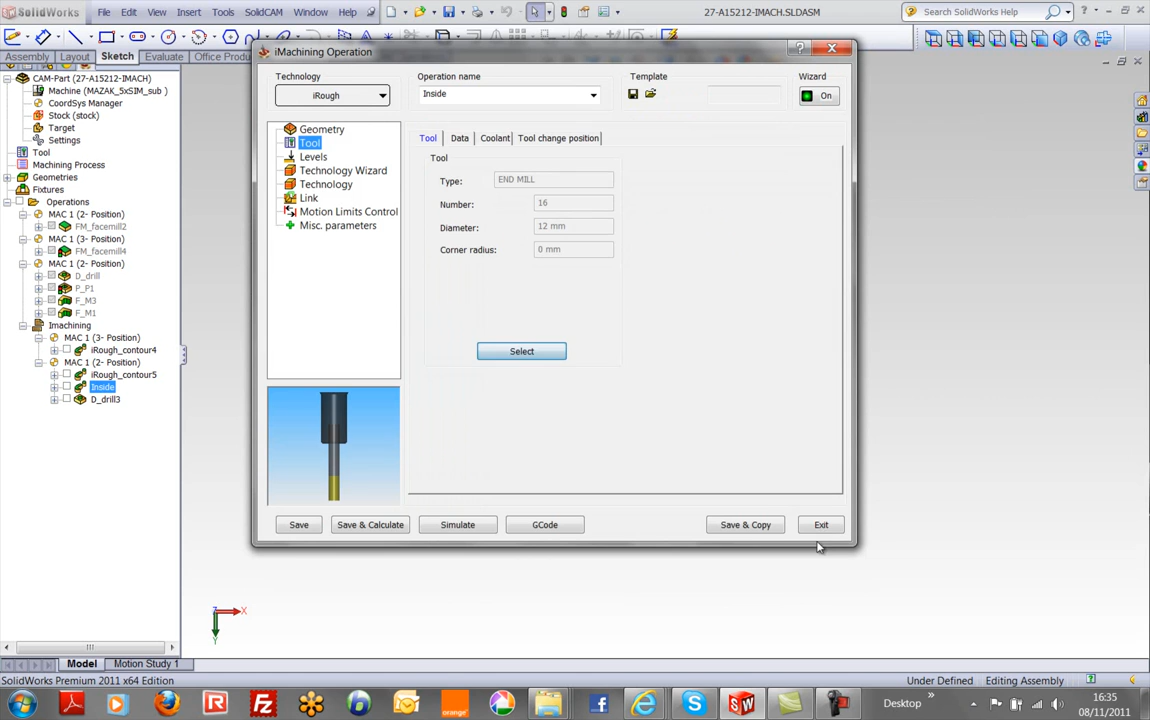 SolidWorks File Edit View Insert Tools SolidCAM Window Help 27-A15212-IMACH.SLDASM Search SolidWorks Help
Assembly Layout Sketch Evaluate Office Produ
CAM-Part (27-A15212-IMACH)
Machine (MAZAK_5xSIM_sub )
CoordSys Manager
Stock (stock)
Target
Settings
Tool
Machining Process
Geometries
Fixtures
Operations
MAC 1 (2- Position)
FM_facemill2
MAC 1 (3- Position)
FM_facemill4
MAC 1 (2- Position)
D_drill
P_P1
F_M3
F_M1
Imachining
MAC 1 (3- Position)
iRough_contour4
MAC 1 (2- Position)
iRough_contour5
Inside
D_drill3
iMachining Operation
Technology
iRough
Operation name
Inside
Template
Wizard
On
Geometry
Tool
Levels
Technology Wizard
Technology
Link
Motion Limits Control
Misc. parameters
Tool Data Coolant Tool change position
Tool
Type: END MILL
Number: 16
Diameter: 12 mm
Corner radius: 0 mm
Select
Save Save & Calculate Simulate GCode Save & Copy Exit
Z X
Y
Model Motion Study 1
SolidWorks Premium 2011 x64 Edition Under Defined Editing Assembly
Desktop
16:35
08/11/2011